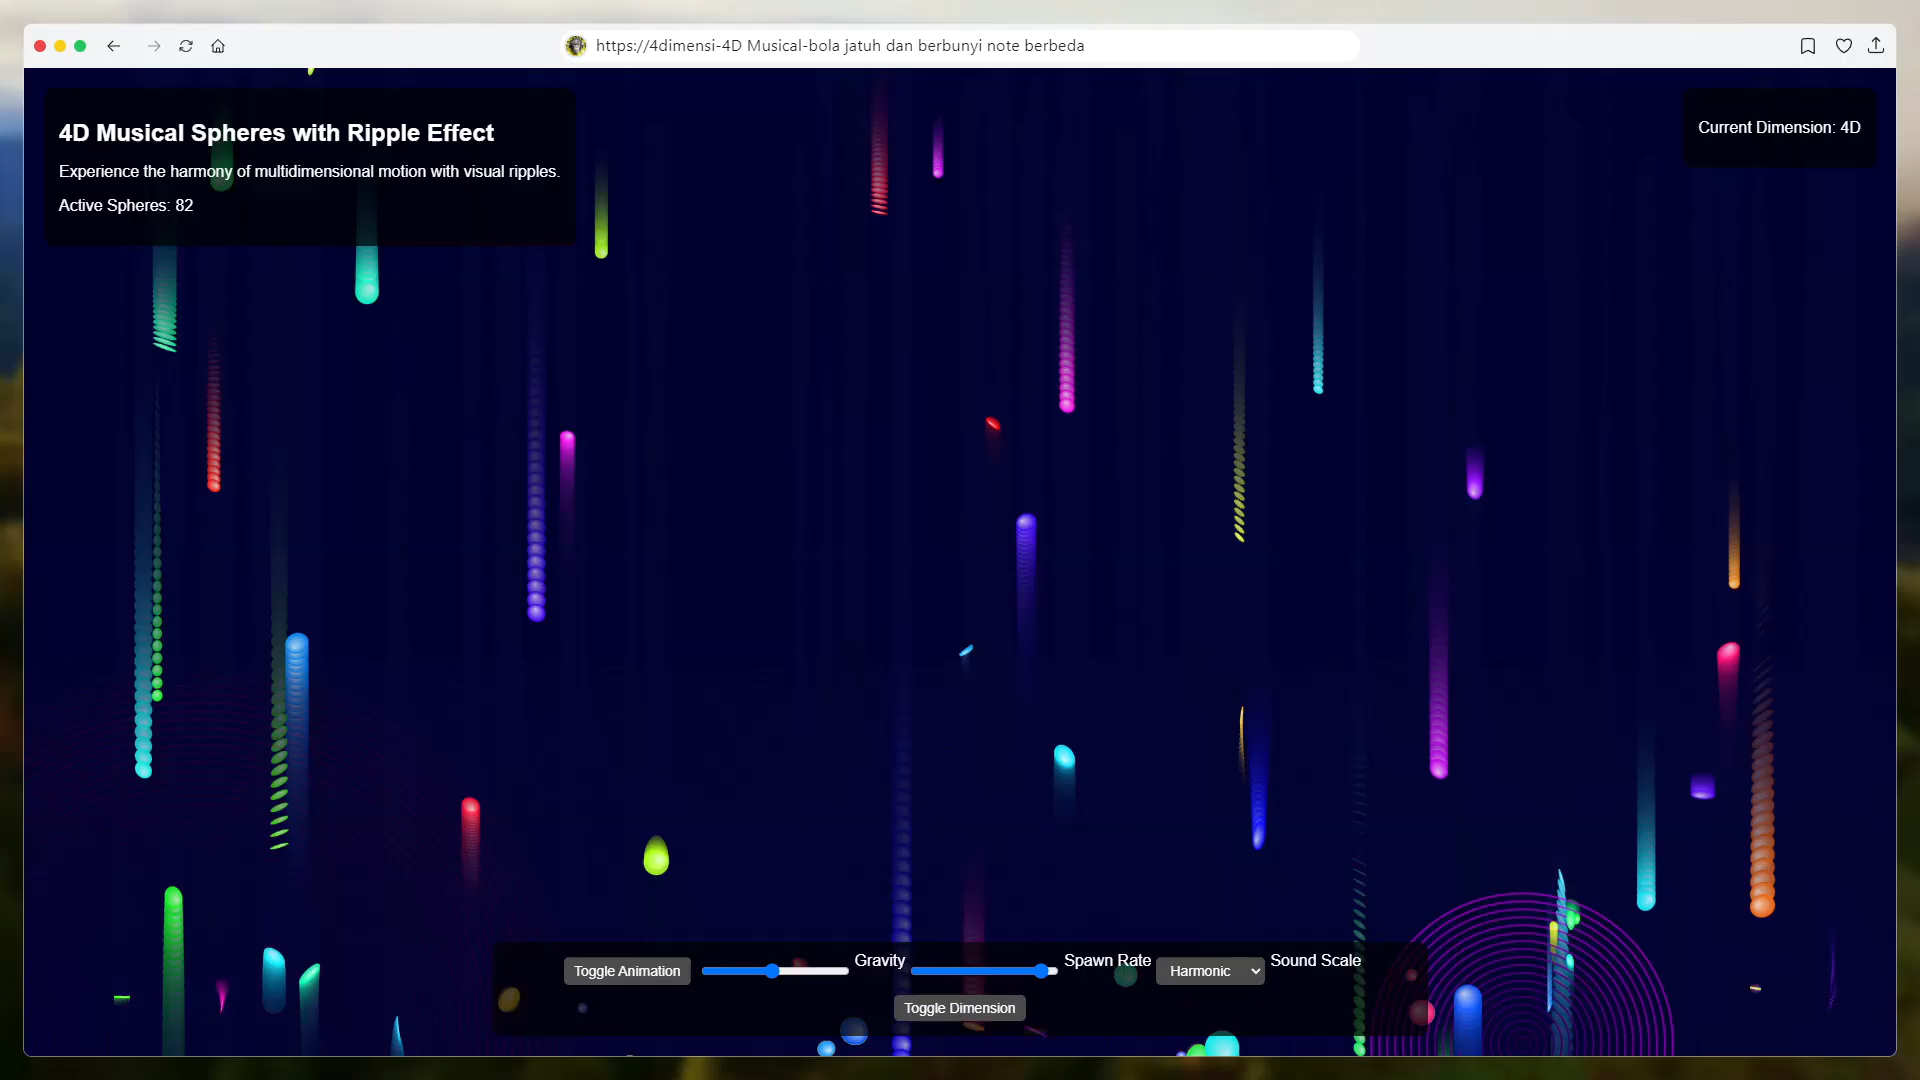 https://4dimensi-4D Musical-bola jatuh dan berbunyi note berbeda
4D Musical Spheres with Ripple Effect
Experience the harmony of multidimensional motion with visual ripples.
Active Spheres: 82
Current Dimension: 4D
Toggle Animation
Gravity
Spawn Rate
Harmonic
Sound Scale
Toggle Dimension